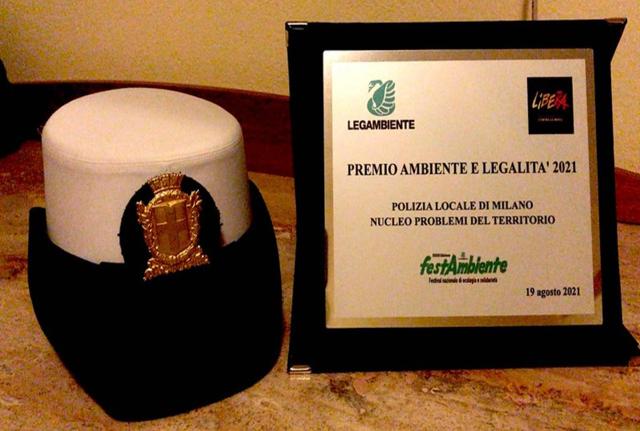 LEGAMBIENTE
LIBERA
PREMIO AMBIENTE E LEGALITA' 2021
POLIZIA LOCALE DI MILANO
NUCLEO PROBLEMI DEL TERRITORIO
festAmbiente
Festival nazionale di ecologia e solidarietà
19 agosto 2021